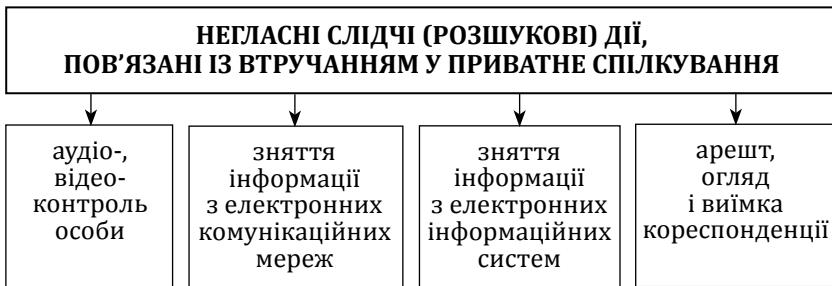 НЕГЛАСНІ СЛІДЧІ (РОЗШУКОВІ) ДІЇ,
ПОВ’ЯЗАНІ ІЗ ВТРУЧАННЯМ У ПРИВАТНЕ СПІЛКУВАННЯ
аудіо-,
відео-
контроль
особи
зняття
інформації
з електронних
комунікаційних
мереж
зняття
інформації
з електронних
інформаційних
систем
арешт,
огляд
і виїмка
кореспонденції